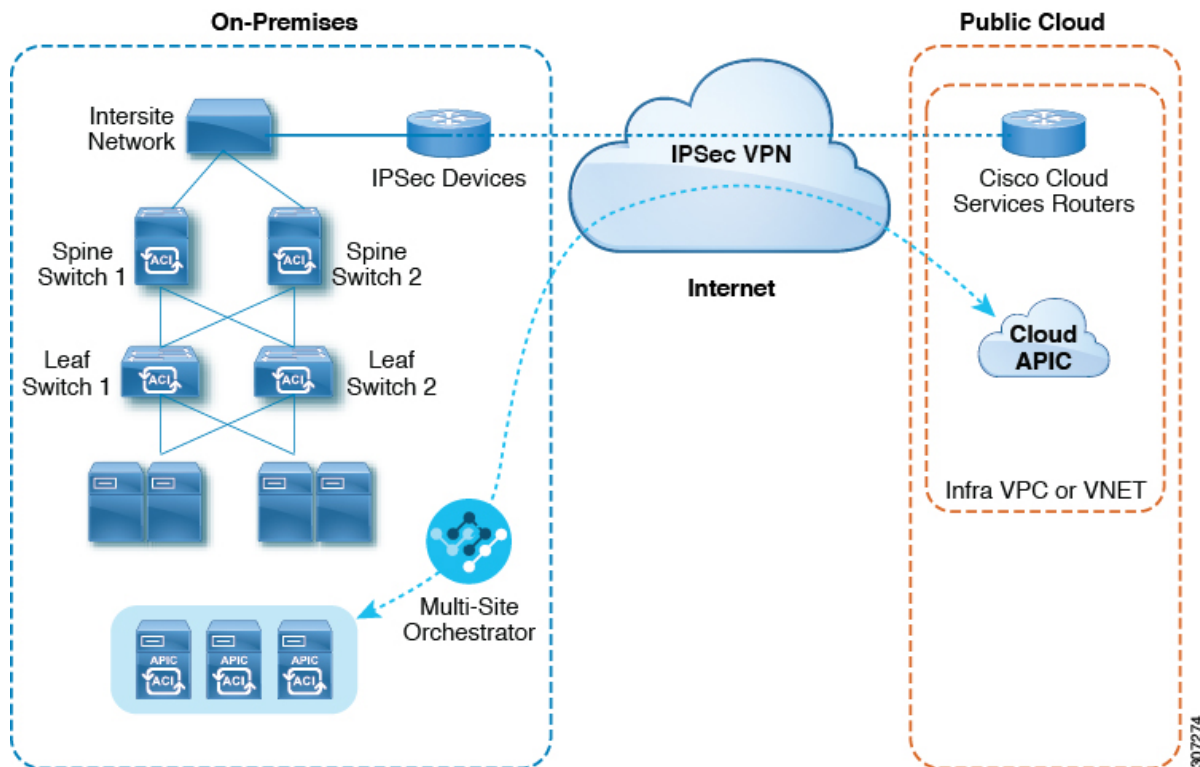 On-Premises
Public Cloud
Intersite
Network
IPSec Devices
IPSec VPN
Cisco Cloud
Services Routers
Spine
Switch 1
ACI
ACI
Spine
Switch 2
Internet
Leaf
Switch 1
ACI
ACI
Leaf
Switch 2
Cloud
APIC
Infra VPC or VNET
Multi-Site
Orchestrator
APIC
ACI
APIC
ACI
APIC
ACI
307274